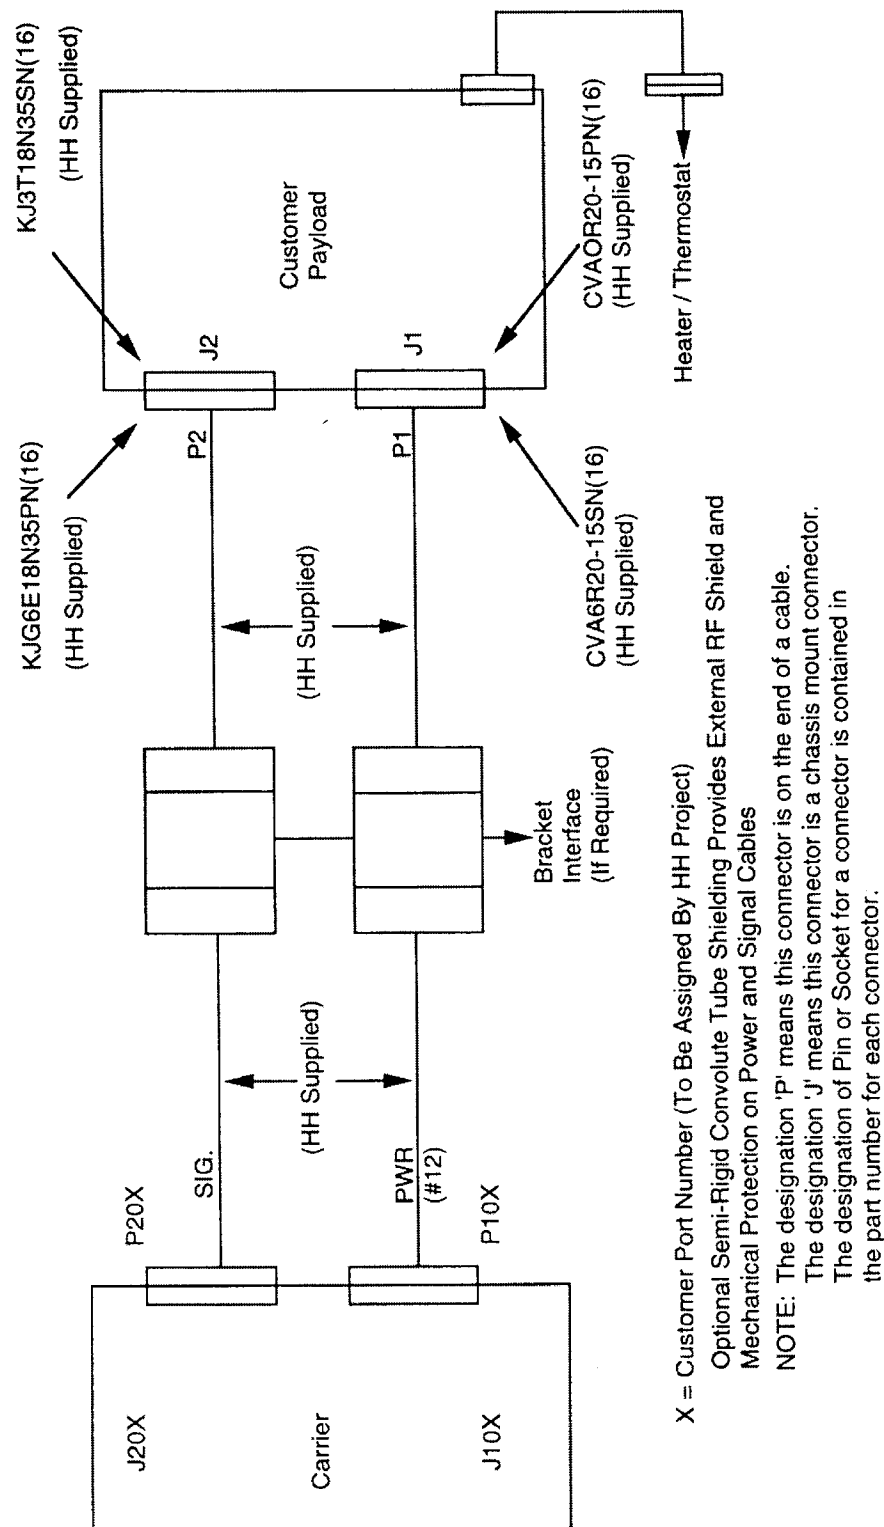 J20X
Carrier
J10X
P20X
SIG.
PWR
(#12)
P10X
(HH Supplied)
Bracket
Interface
(If Required)
(HH Supplied)
KJG6E18N35PN(16)
(HH Supplied)
P2
P1
CVA6R20-15SN(16)
(HH Supplied)
KJ3T18N35SN(16)
(HH Supplied)
J2
J1
Customer
Payload
CVAOR20-15PN(16)
(HH Supplied)
Heater / Thermostat
X = Customer Port Number (To Be Assigned By HH Project)
Optional Semi-Rigid Convolute Tube Shielding Provides External RF Shield and
Mechanical Protection on Power and Signal Cables
NOTE: The designation 'P' means this connector is on the end of a cable.
The designation 'J' means this connector is a chassis mount connector.
The designation of Pin or Socket for a connector is contained in
the part number for each connector.